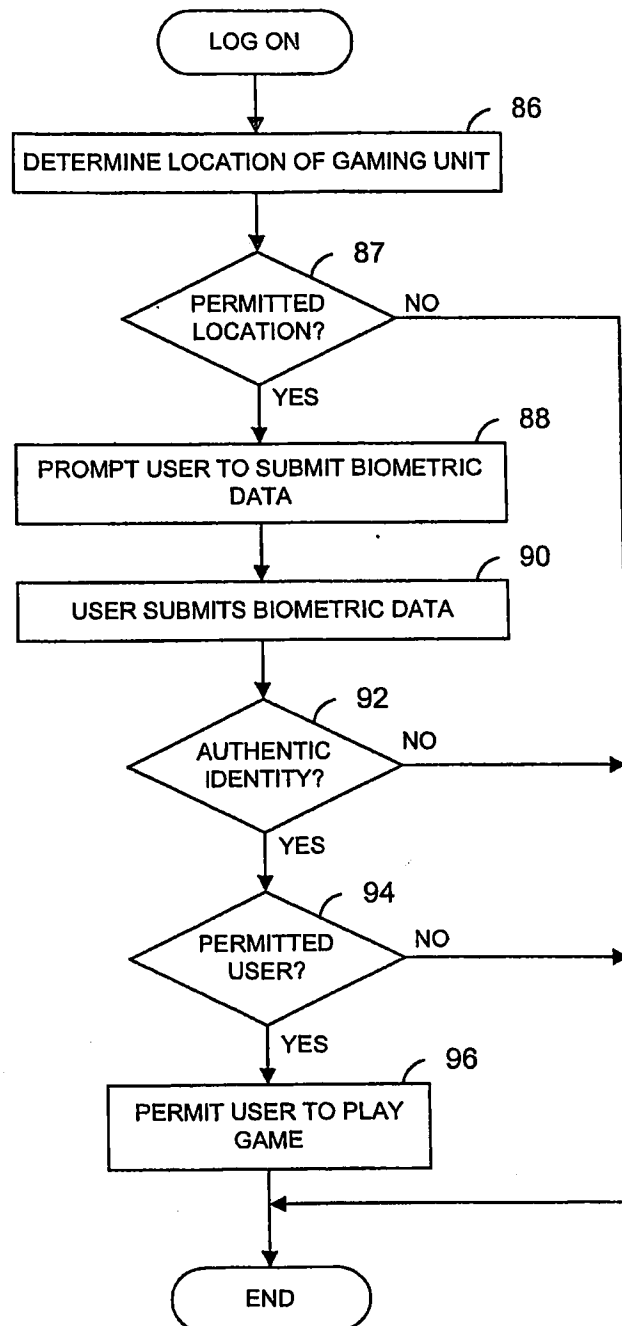 LOG ON
86
DETERMINE LOCATION OF GAMING UNIT
87
PERMITTED
LOCATION?
NO
YES
88
PROMPT USER TO SUBMIT BIOMETRIC
DATA
90
USER SUBMITS BIOMETRIC DATA
92
AUTHENTIC
IDENTITY?
NO
YES
94
PERMITTED
USER?
NO
YES
96
PERMIT USER TO PLAY
GAME
END